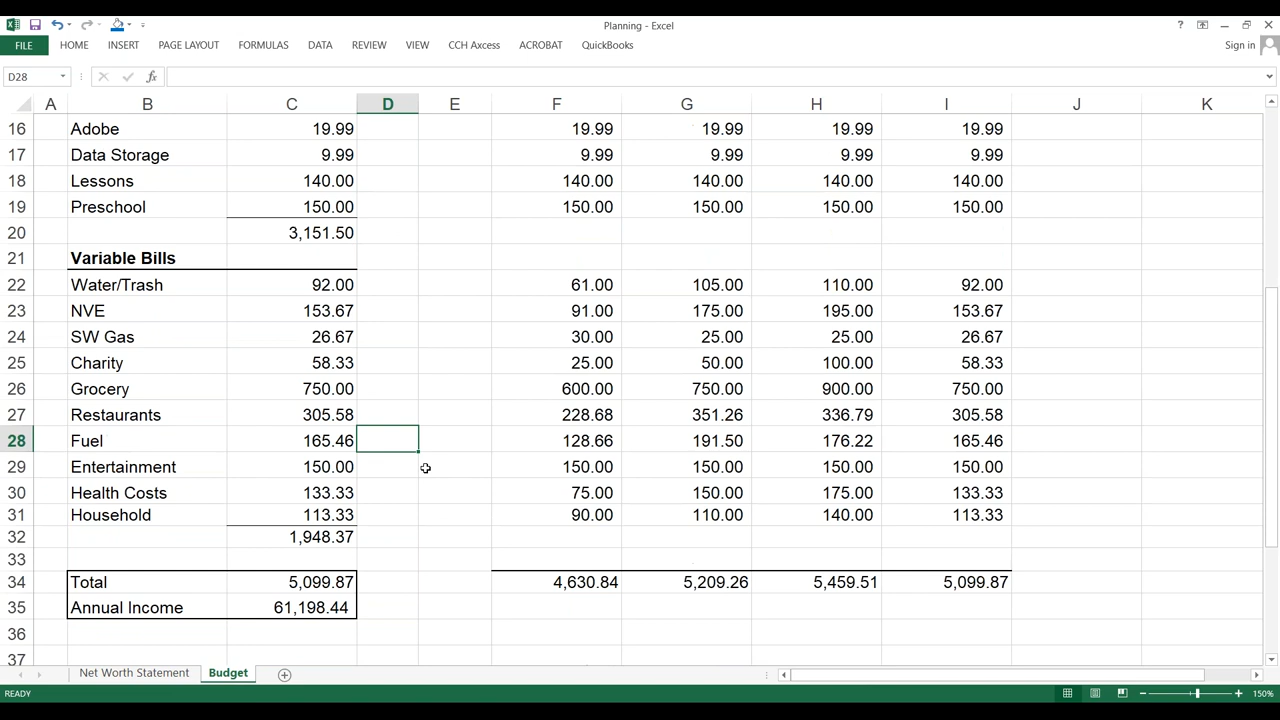 Planning - Excel
FILE HOME INSERT PAGE LAYOUT FORMULAS DATA REVIEW VIEW CCH Axcess ACROBAT QuickBooks Sign in
D28 fx
A B C D E F G H I J K
16 Adobe 19.99 19.99 19.99 19.99 19.99
17 Data Storage 9.99 9.99 9.99 9.99 9.99
18 Lessons 140.00 140.00 140.00 140.00 140.00
19 Preschool 150.00 150.00 150.00 150.00 150.00
20 3,151.50
21 Variable Bills
22 Water/Trash 92.00 61.00 105.00 110.00 92.00
23 NVE 153.67 91.00 175.00 195.00 153.67
24 SW Gas 26.67 30.00 25.00 25.00 26.67
25 Charity 58.33 25.00 50.00 100.00 58.33
26 Grocery 750.00 600.00 750.00 900.00 750.00
27 Restaurants 305.58 228.68 351.26 336.79 305.58
28 Fuel 165.46 128.66 191.50 176.22 165.46
29 Entertainment 150.00 150.00 150.00 150.00 150.00
30 Health Costs 133.33 75.00 150.00 175.00 133.33
31 Household 113.33 90.00 110.00 140.00 113.33
32 1,948.37
33
34 Total 5,099.87 4,630.84 5,209.26 5,459.51 5,099.87
35 Annual Income 61,198.44
36
37
Net Worth Statement Budget
READY 150%